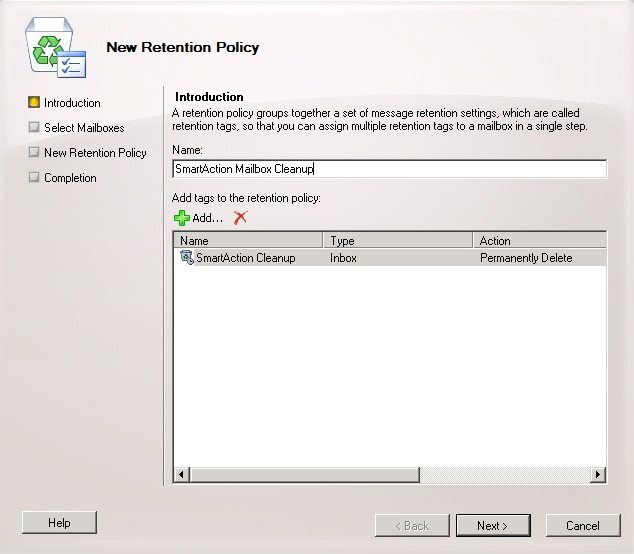 New Retention Policy
Introduction
Select Mailboxes
New Retention Policy
Completion
Introduction
A retention policy groups together a set of message retention settings, which are called
retention tags, so that you can assign multiple retention tags to a mailbox in a single step.
Name:
SmartAction Mailbox Cleanup
Add tags to the retention policy:
Add...
Name Type Action
SmartAction Cleanup Inbox Permanently Delete
Help < Back Next > Cancel